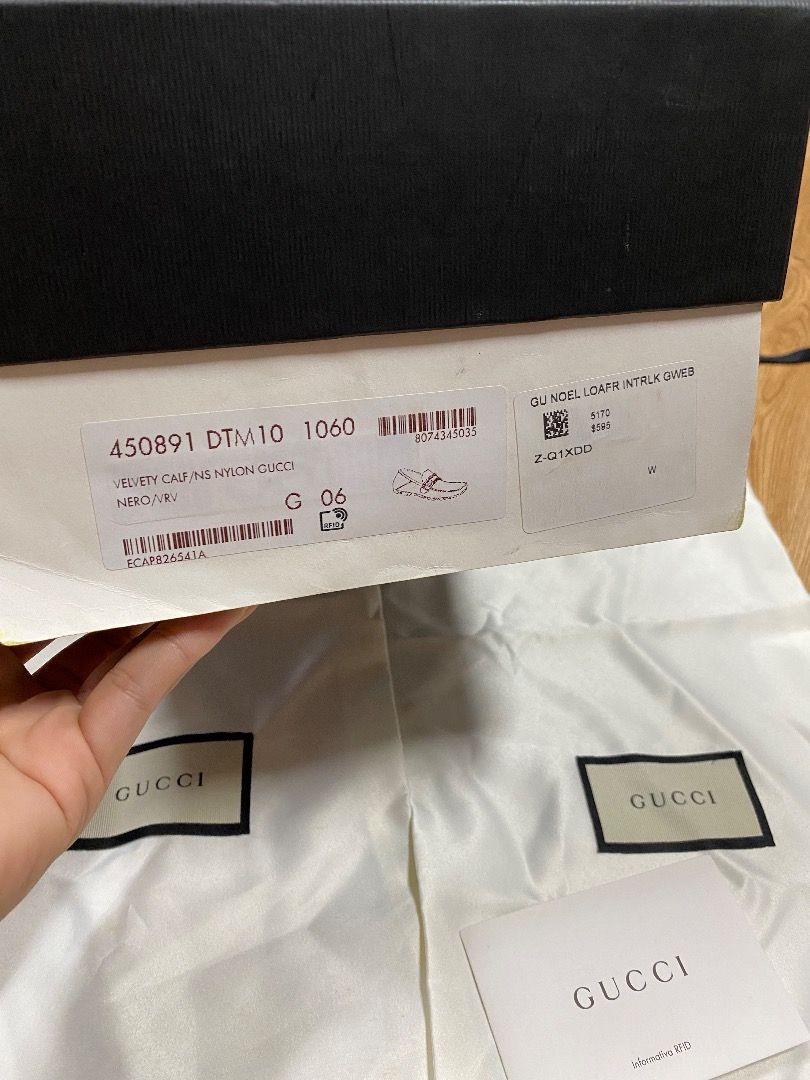 450891 DTM10 1060
8074345035
VELVETY CALF/NS NYLON GUCCI
NERO/VRV
G 06
RFID
ECAP826541A
GU NOEL LOAFR INTRLK GWEB
5170
$595
Z-Q1XDD
W
GUCCI
GUCCI
GUCCI
Informativa RFID